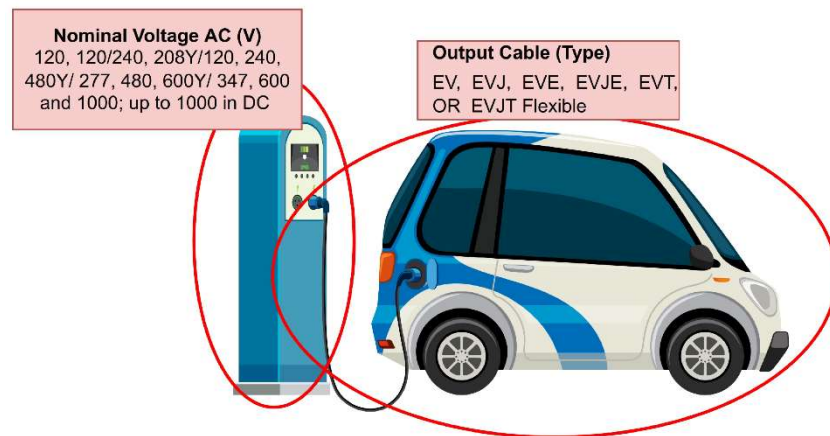 Nominal Voltage AC (V)
120, 120/240, 208Y/120, 240,
480Y/ 277, 480, 600Y/ 347, 600
and 1000; up to 1000 in DC
Output Cable (Type)
EV, EVJ, EVE, EVJE, EVT,
OR EVJT Flexible